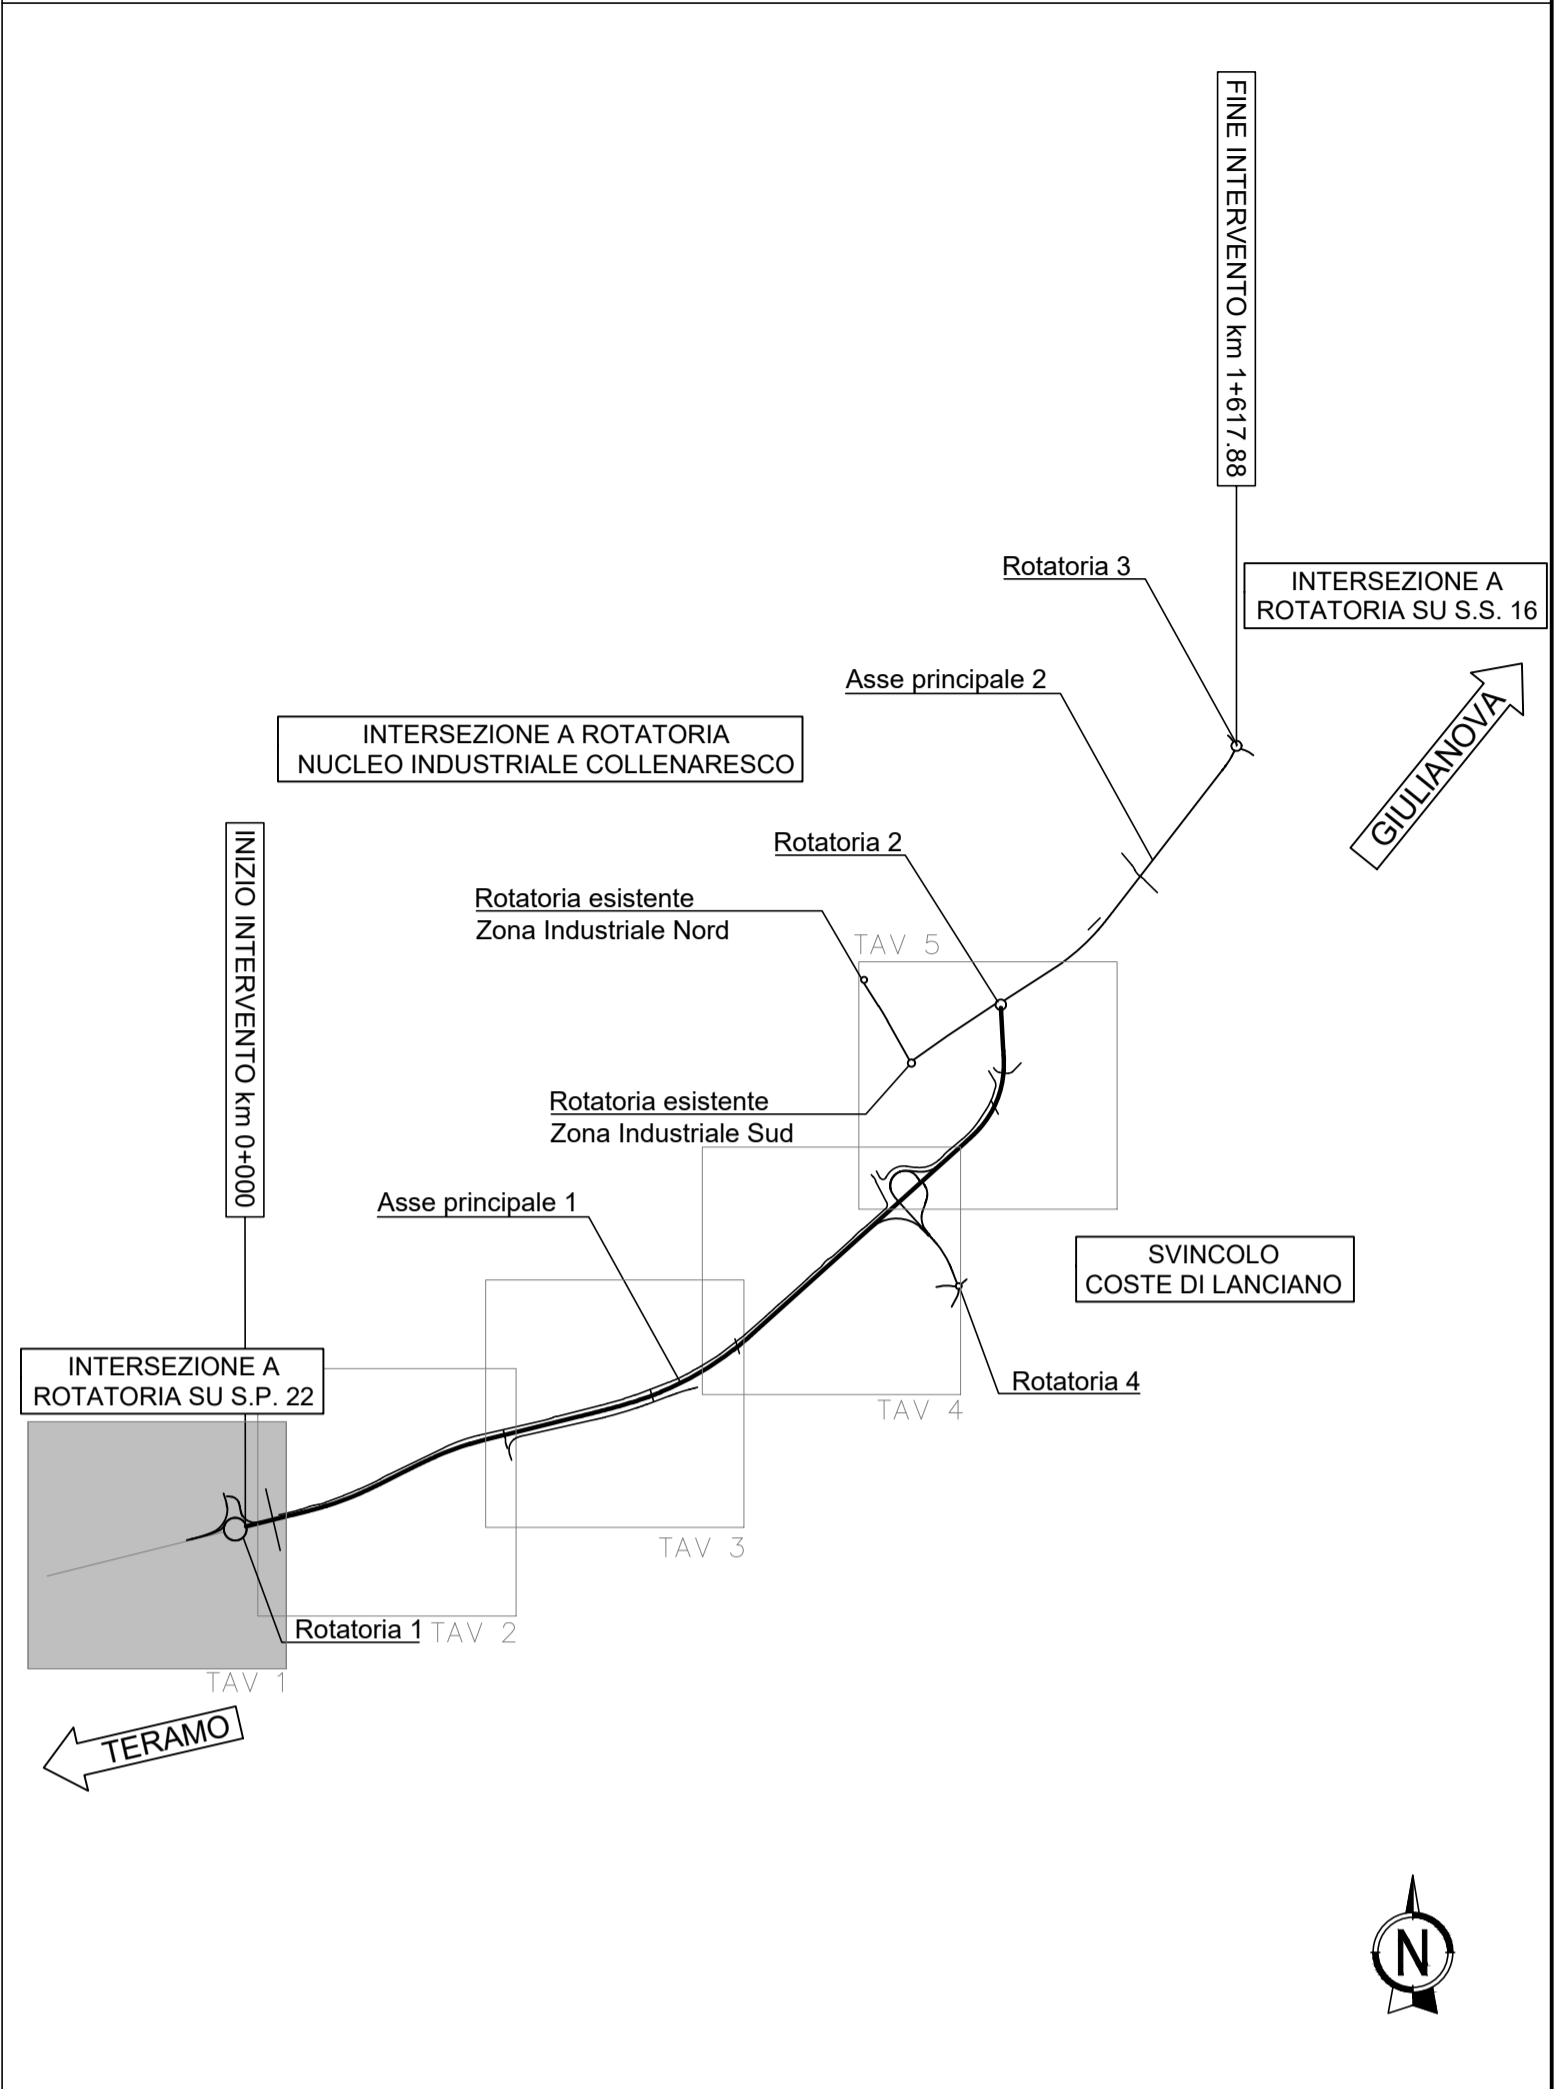 FINE INTERVENTO km 1+617.88
Rotatoria 3
INTERSEZIONE A
ROTATORIA SU S.S. 16
Asse principale 2
GIULIANOVA
INTERSEZIONE A ROTATORIA
NUCLEO INDUSTRIALE COLLENARESCO
INIZIO INTERVENTO km 0+000
Rotatoria 2
Rotatoria esistente
Zona Industriale Nord
TAV 5
Rotatoria esistente
Zona Industriale Sud
Asse principale 1
SVINCOLO
COSTE DI LANCIANO
INTERSEZIONE A
ROTATORIA SU S.P. 22
Rotatoria 4
TAV 4
TAV 3
Rotatoria 1
TAV 2
TAV 1
TERAMO
N